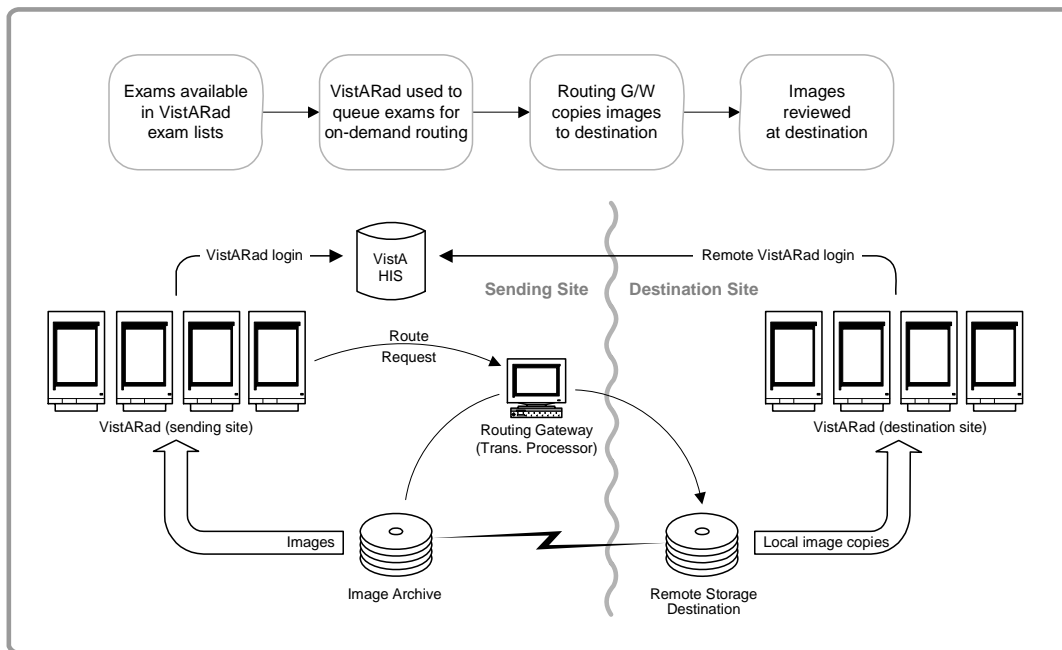 Exams available
in VistARad
exam lists
VistARad used to
queue exams for
on-demand routing
Routing G/W
copies images
to destination
Images
reviewed
at destination
VistARad login
VistA
HIS
Remote VistARad login
Sending Site
Destination Site
Route
Request
VistARad (sending site)
Routing Gateway
(Trans. Processor)
VistARad (destination site)
Images
Local image copies
Image Archive
Remote Storage
Destination